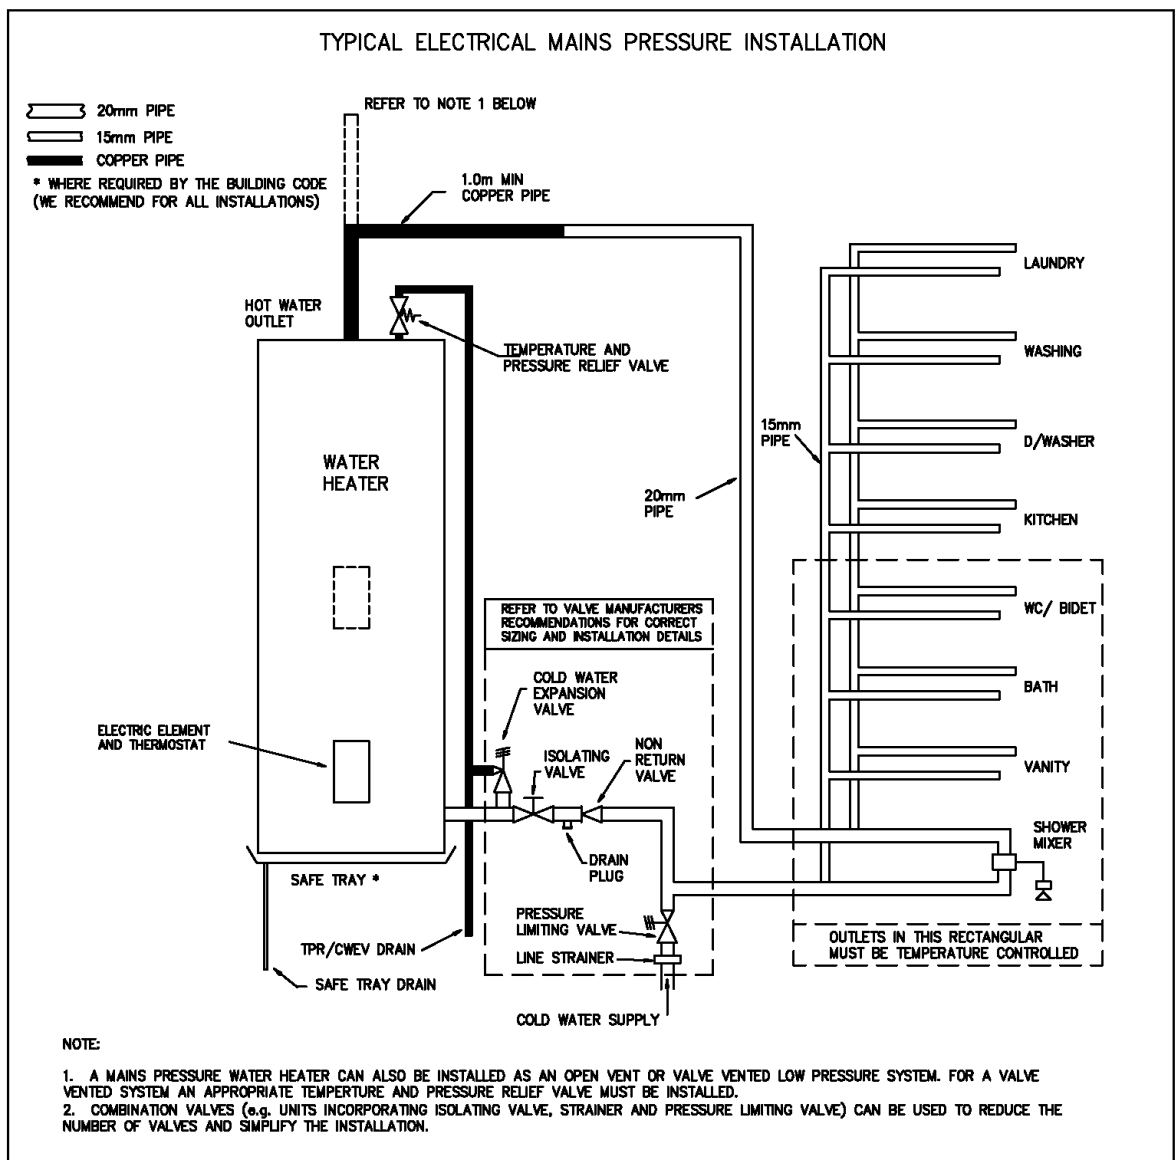 TYPICAL ELECTRICAL MAINS PRESSURE INSTALLATION
20mm PIPE
15mm PIPE
COPPER PIPE
* WHERE REQUIRED BY THE BUILDING CODE
(WE RECOMMEND FOR ALL INSTALLATIONS)
REFER TO NOTE 1 BELOW
1.0m MIN
COPPER PIPE
HOT WATER
OUTLET
TEMPERATURE AND
PRESSURE RELIEF VALVE
WATER
HEATER
20mm
PIPE
15mm
PIPE
LAUNDRY
WASHING
D/WASHER
KITCHEN
WC/ BIDET
BATH
VANITY
SHOWER
MIXER
REFER TO VALVE MANUFACTURERS
RECOMMENDATIONS FOR CORRECT
SIZING AND INSTALLATION DETAILS
COLD WATER
EXPANSION
VALVE
ELECTRIC ELEMENT
AND THERMOSTAT
ISOLATING
VALVE
NON
RETURN
VALVE
DRAIN
PLUG
SAFE TRAY *
PRESSURE
LIMITING VALVE
TPR/CWEV DRAIN
LINE STRAINER
SAFE TRAY DRAIN
COLD WATER SUPPLY
OUTLETS IN THIS RECTANGULAR
MUST BE TEMPERATURE CONTROLLED
NOTE:
1. A MAINS PRESSURE WATER HEATER CAN ALSO BE INSTALLED AS AN OPEN VENT OR VALVE VENTED LOW PRESSURE SYSTEM. FOR A VALVE
VENTED SYSTEM AN APPROPRIATE TEMPERTURE AND PRESSURE RELIEF VALVE MUST BE INSTALLED.
2. COMBINATION VALVES (e.g. UNITS INCORPORATING ISOLATING VALVE, STRAINER AND PRESSURE LIMITING VALVE) CAN BE USED TO REDUCE THE
NUMBER OF VALVES AND SIMPLIFY THE INSTALLATION.